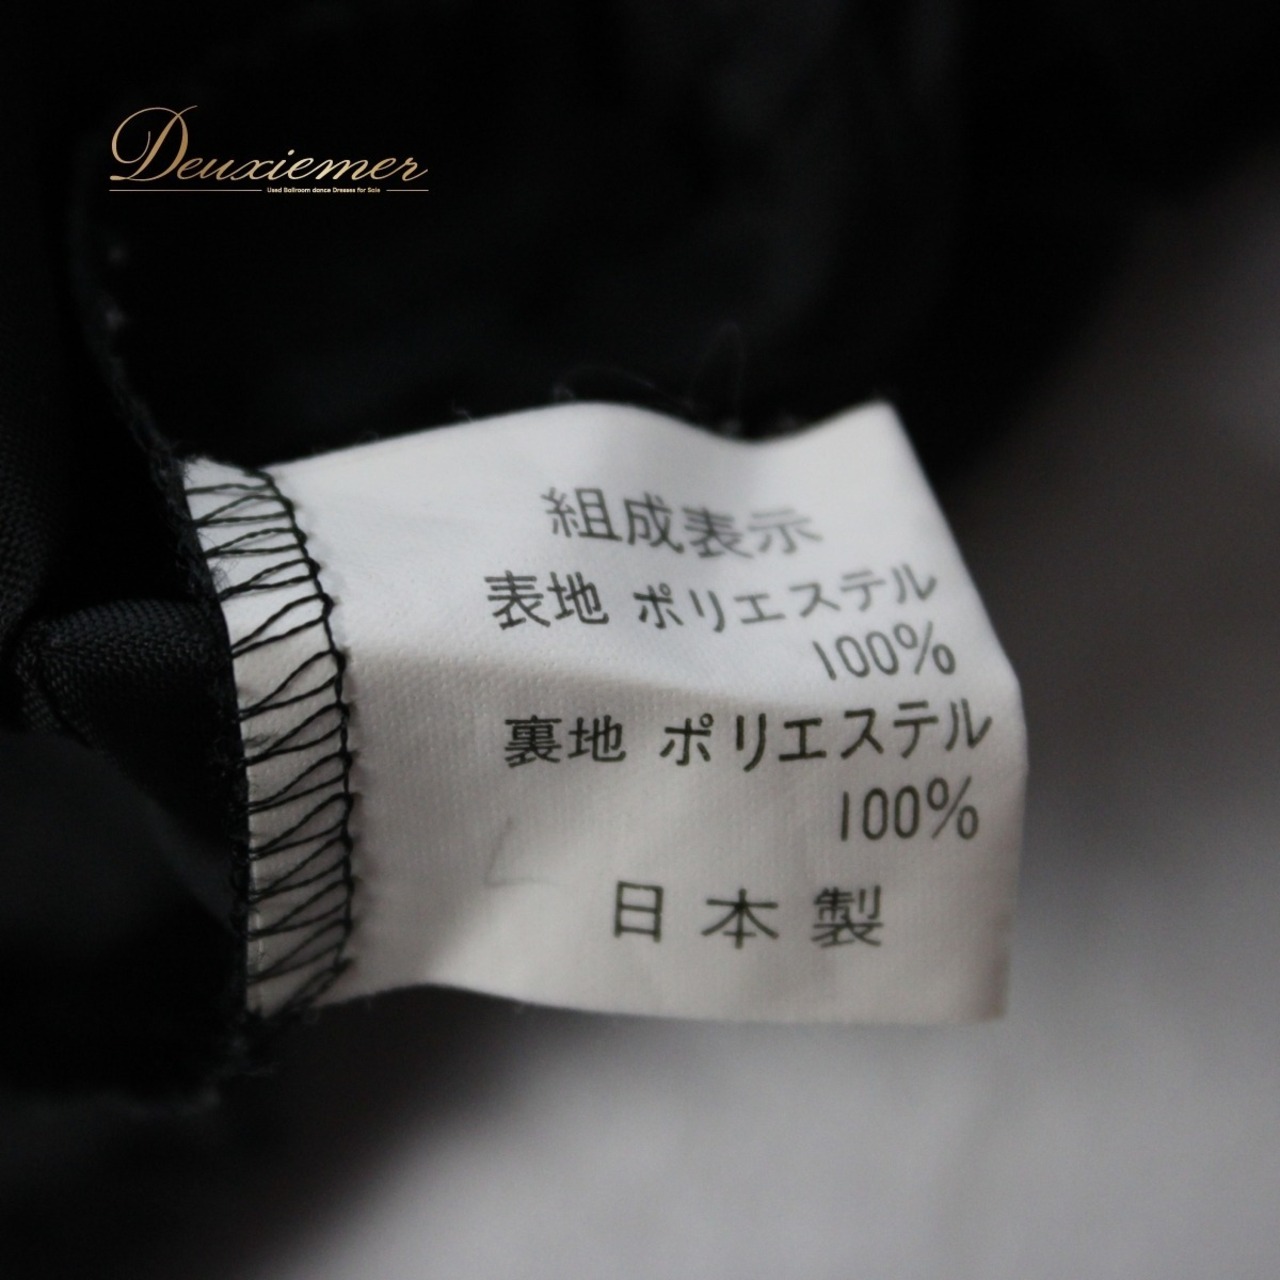 Deuxiemer
Used Ballroom dance Dresses for Sale
組成表示
表地 ポリエステル
100%
裏地 ポリエステル
100%
日本製